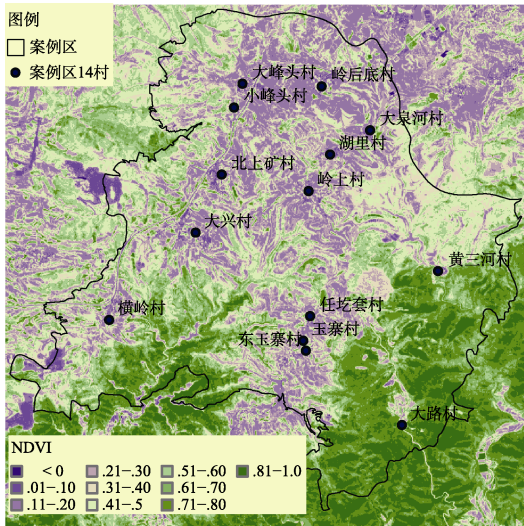 图例
案例区
案例区14村
大峰头村
岭后底村
小峰头村
大泉河村
湖里村
北上矿村
岭上村
大兴村
黄三河村
横岭村
任圪套村
玉寨村
东玉寨村
大路村
NDVI
< 0 .21–.30 .51–.60 .81–1.0
.01–.10 .31–.40 .61–.70
.11–.20 .41–.5 .71–.80